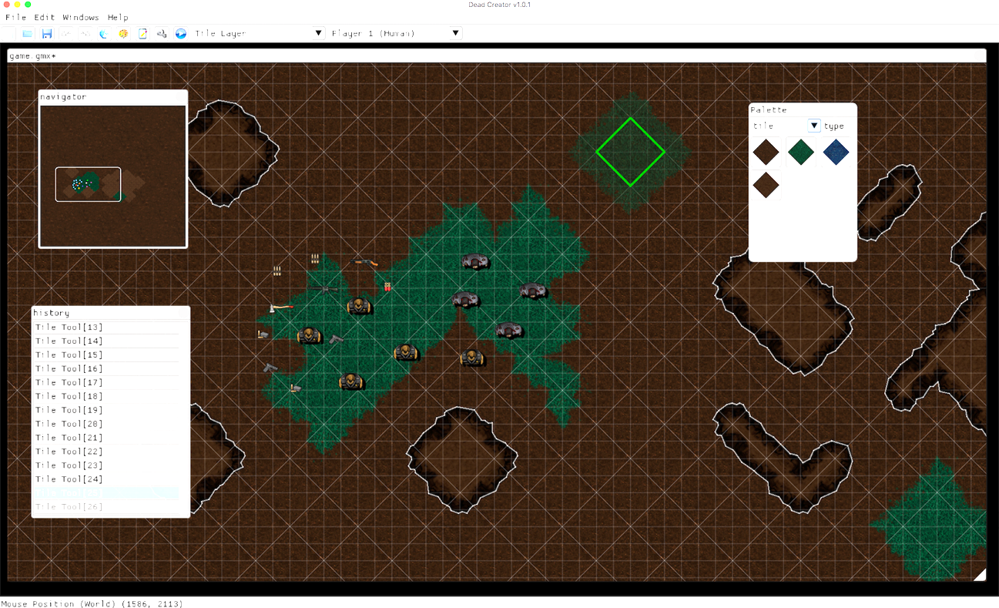 Dead Creator v1.0.1
File Edit Windows Help
Tile Layer Player 1 (Human)
game.gmx*
navigator
Palette
tile type
history
Tile Tool[13]
Tile Tool[14]
Tile Tool[15]
Tile Tool[16]
Tile Tool[17]
Tile Tool[18]
Tile Tool[19]
Tile Tool[20]
Tile Tool[21]
Tile Tool[22]
Tile Tool[23]
Tile Tool[24]
Tile Tool[26]
Mouse Position (World) (1586, 2113)